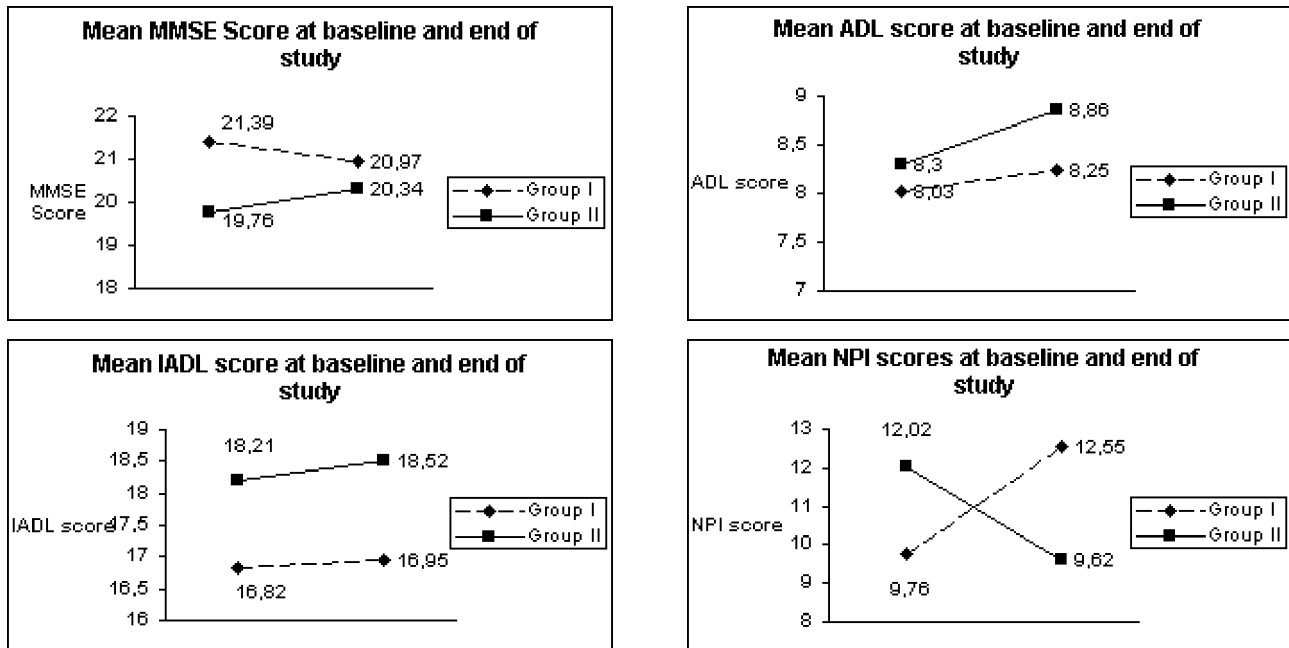 Mean MMSE Score at baseline and end of
study
22
21
20
19
18
MMSE
Score
21,39
20,97
20,34
19,76
Group I
Group II
Mean ADL score at baseline and end of
study
9
8,5
8
7,5
7
ADL score
8,86
8,3
8,25
8,03
Group I
Group II
Mean IADL score at baseline and end of
study
19
18,5
18
17,5
17
16,5
16
IADL score
18,21
18,52
16,95
16,82
Group I
Group II
Mean NPI scores at baseline and end of
study
13
12
11
10
9
8
NPI score
12,02
12,55
9,76
9,62
Group I
Group II